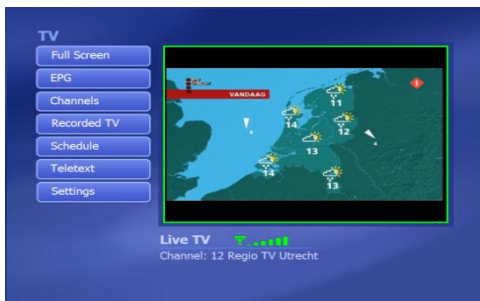 TV
Full Screen
EPG
Channels
Recorded TV
Schedule
Teletext
Settings
VANDAAG
11
14
12
13
14
13
Live TV
Channel: 12 Regio TV Utrecht